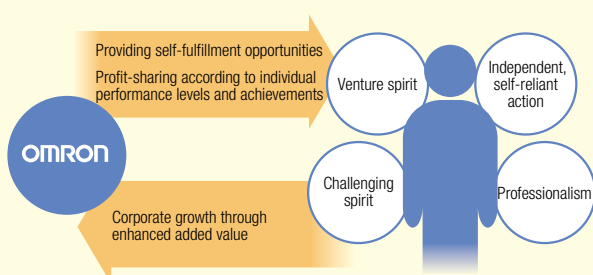 Providing self-fulfillment opportunities
Profit-sharing according to individual
performance levels and achievements
OMRON
Corporate growth through
enhanced added value
Venture spirit
Independent,
self-reliant
action
Challenging
spirit
Professionalism